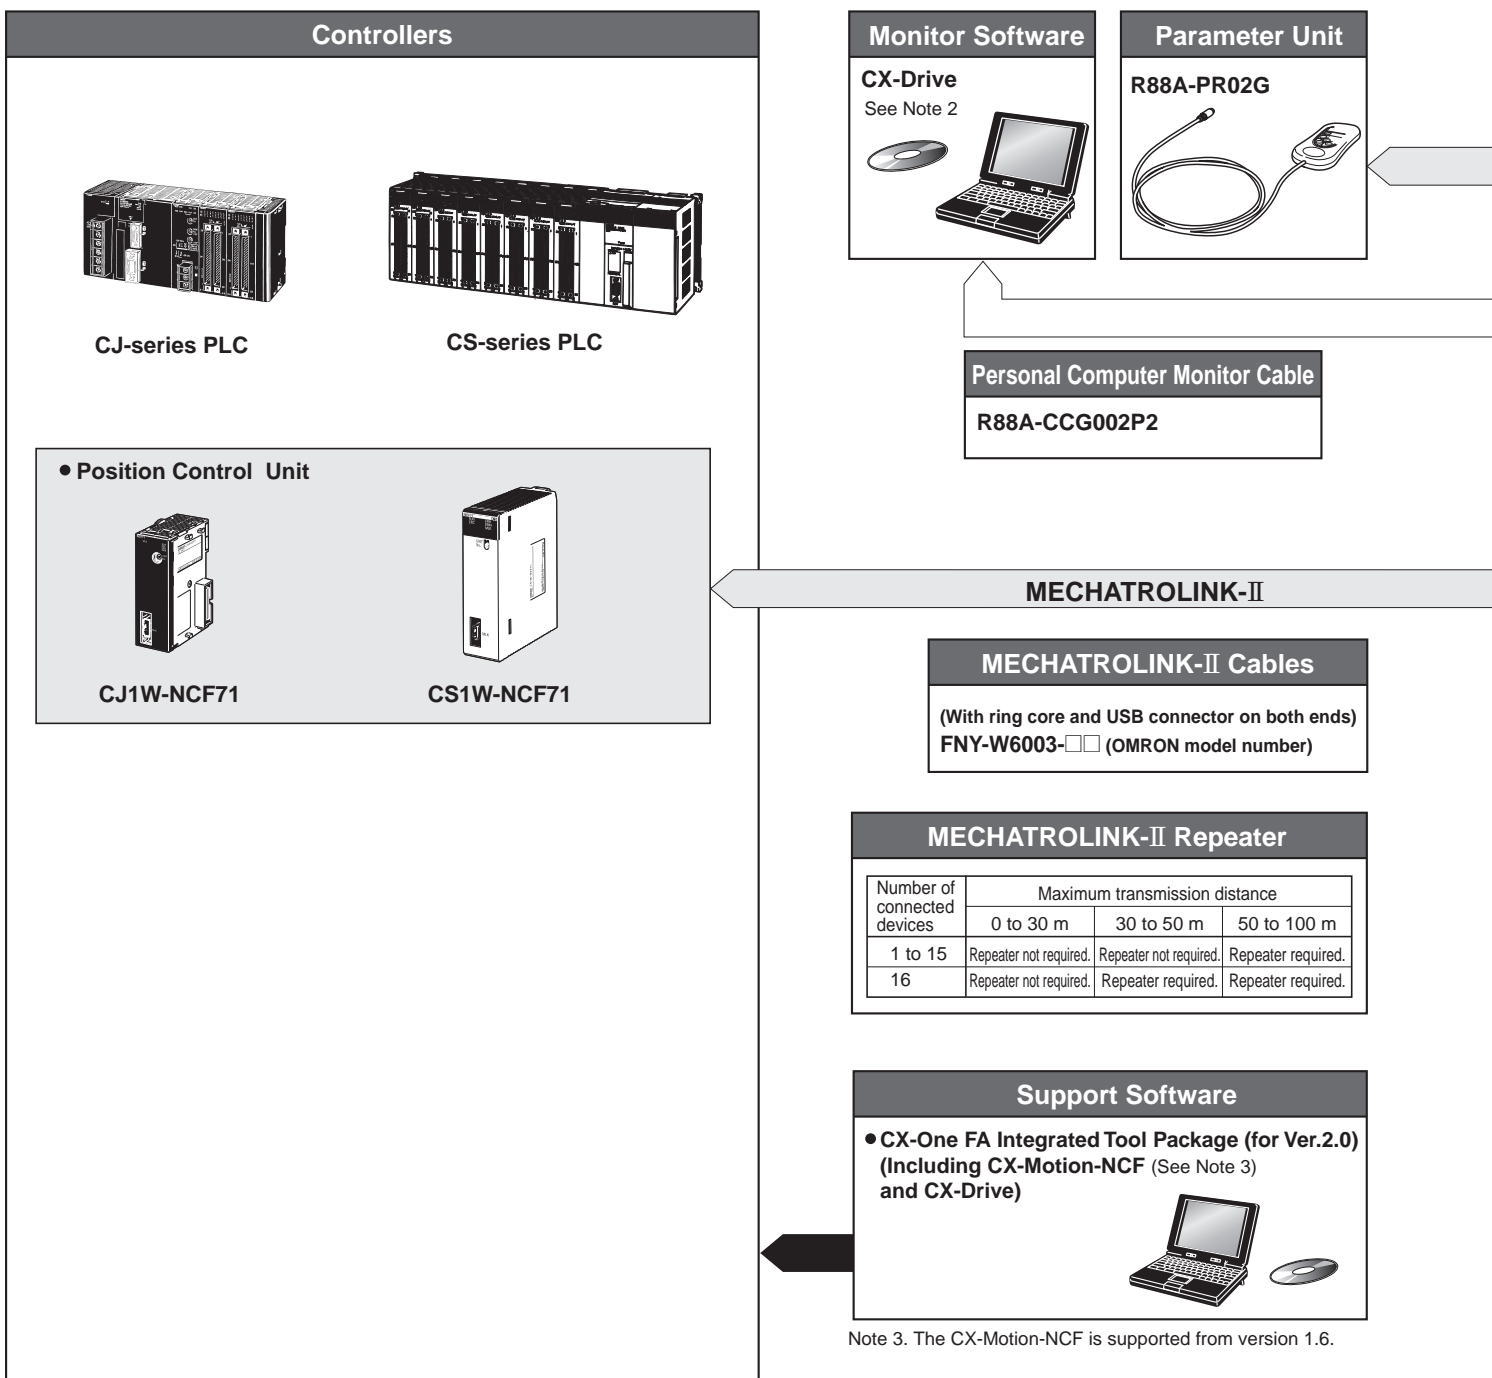 Controllers
CJ-series PLC
CS-series PLC
● Position Control Unit
CJ1W-NCF71
CS1W-NCF71
Monitor Software
CX-Drive
See Note 2
Parameter Unit
R88A-PR02G
Personal Computer Monitor Cable
R88A-CCG002P2
MECHATROLINK-Ⅱ
MECHATROLINK-Ⅱ Cables
(With ring core and USB connector on both ends)
FNY-W6003-□□ (OMRON model number)
MECHATROLINK-Ⅱ Repeater
Number of connected devices
Maximum transmission distance
0 to 30 m 30 to 50 m 50 to 100 m
1 to 15 Repeater not required. Repeater not required. Repeater required.
16 Repeater not required. Repeater required. Repeater required.
Support Software
● CX-One FA Integrated Tool Package (for Ver.2.0)
(Including CX-Motion-NCF (See Note 3)
and CX-Drive)
Note 3. The CX-Motion-NCF is supported from version 1.6.